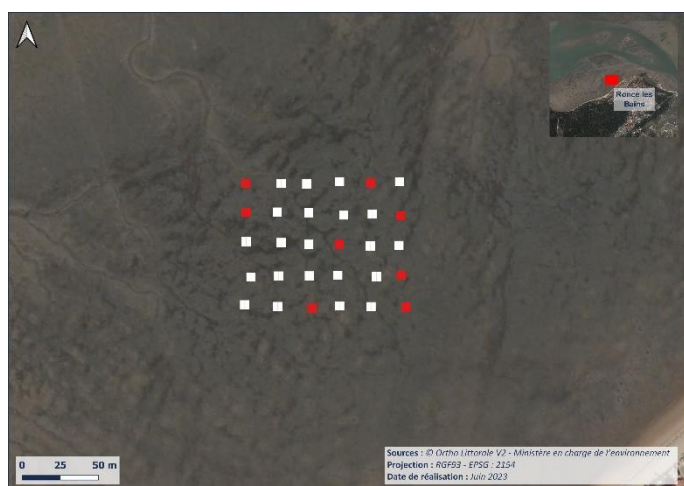 Ronce les
Bains
0 25 50 m
Sources : © Ortho Littorale V2 - Ministère en charge de l'environnement
Projection : RGF93 - EPSG : 2154
Date de réalisation : Juin 2023